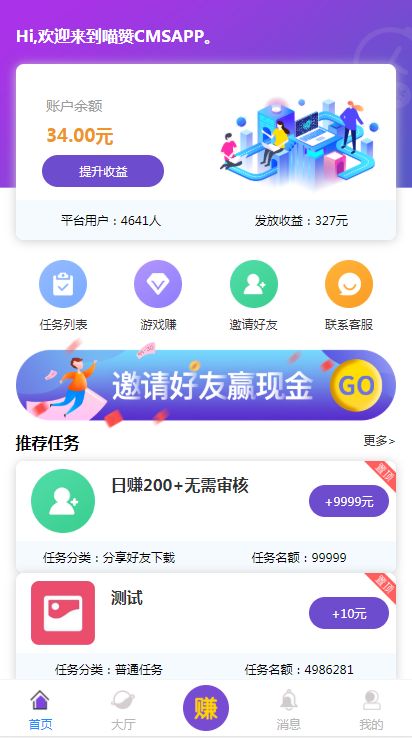 Hi,欢迎来到喵赞CMSAPP。
账户余额
34.00元
提升收益
平台用户：4641人
发放收益：327元
任务列表
游戏赚
邀请好友
联系客服
邀请好友赢现金
GO
推荐任务
更多>
置顶
日赚200+无需审核
+9999元
任务分类：分享好友下载
任务名额：99999
置顶
测试
+10元
任务分类：普通任务
任务名额：4986281
首页
大厅
赚
消息
我的